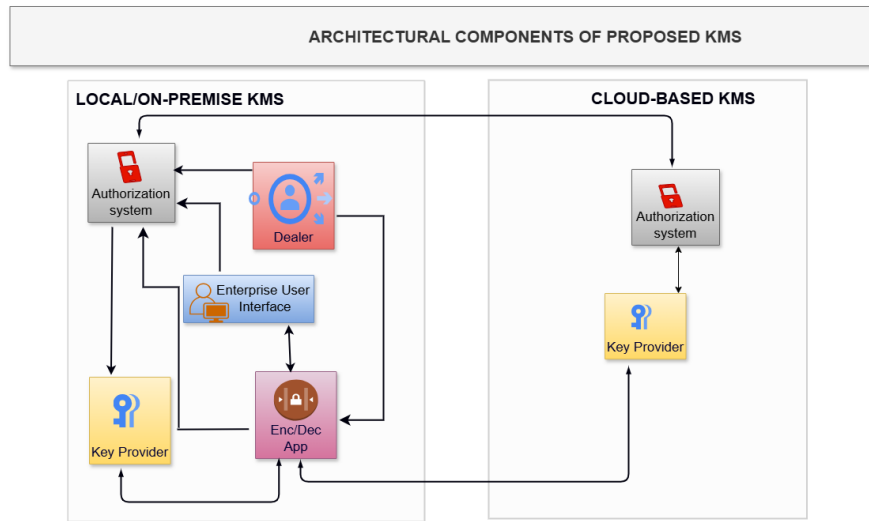 ARCHITECTURAL COMPONENTS OF PROPOSED KMS
LOCAL/ON-PREMISE KMS
CLOUD-BASED KMS
Authorization
system
Dealer
Enterprise User
Interface
Key Provider
Enc/Dec
App
Authorization
system
Key Provider